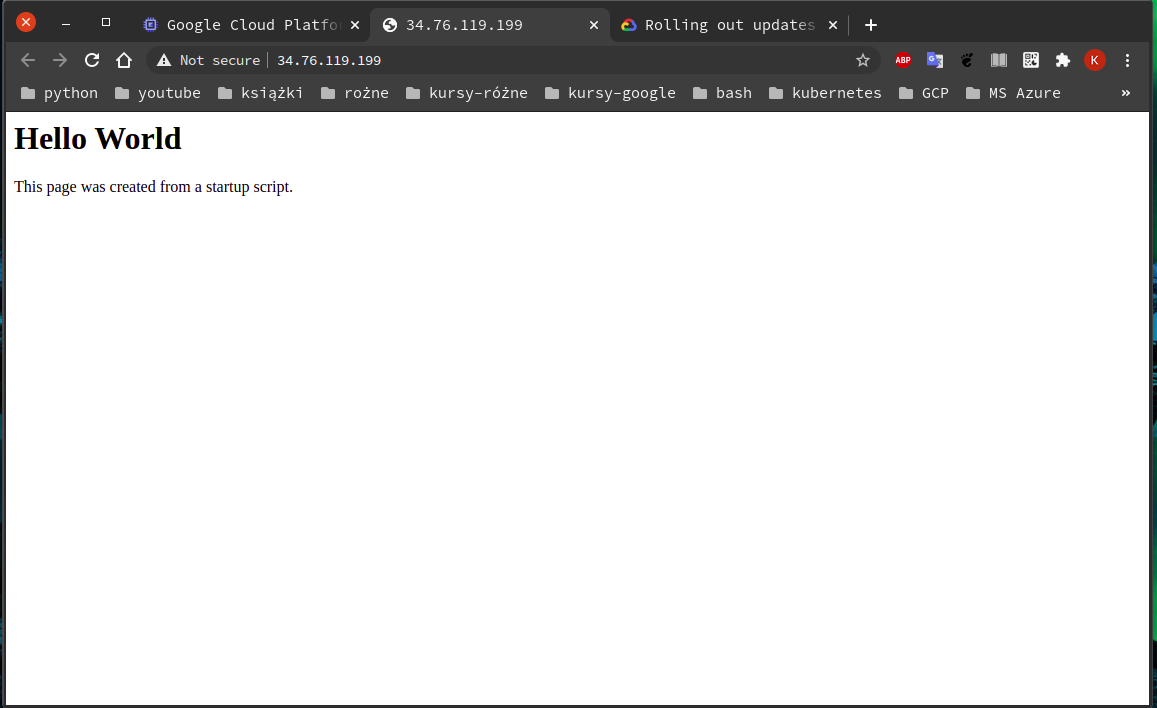 Google Cloud Platfo
34.76.119.199
Rolling out updates
Not secure 34.76.119.199
ABP
G
K
python youtube książki rożne kursy-różne kursy-google bash kubernetes GCP MS Azure »
Hello World
This page was created from a startup script.